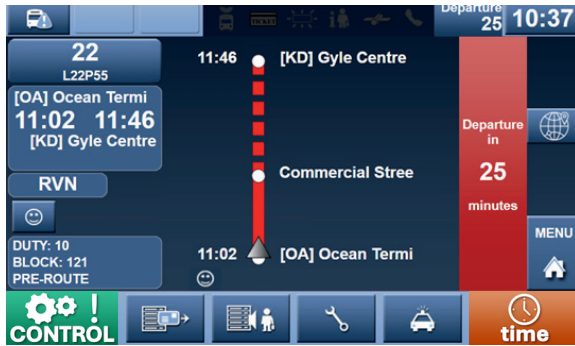 Departure
25
10:37
TICKET
22
L22P55
[OA] Ocean Termi
11:02 11:46
[KD] Gyle Centre
RVN
DUTY: 10
BLOCK: 121
PRE-ROUTE
11:46 [KD] Gyle Centre
Commercial Stree
11:02 [OA] Ocean Termi
Departure
in
25
minutes
MENU
CONTROL
time